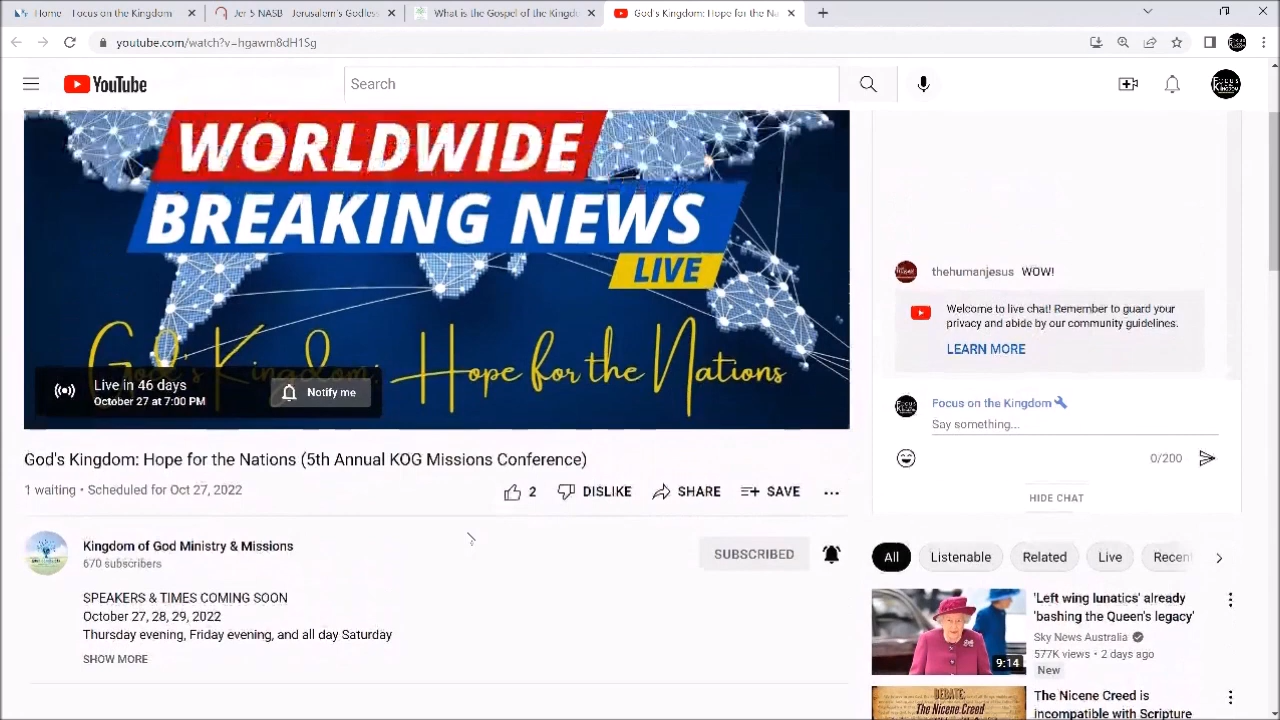 Home - Focus on the Kingdom
Jer 5 NASB - Jerusalem's Godless
What is the Gospel of the Kingdo
God's Kingdom: Hope for the Na
youtube.com/watch?v=hgawm8dH1Sg
YouTube
Search
WORLDWIDE
BREAKING NEWS
LIVE
God's Kingdom: Hope for the Nations
Live in 46 days
October 27 at 7:00 PM
Notify me
God's Kingdom: Hope for the Nations (5th Annual KOG Missions Conference)
1 waiting • Scheduled for Oct 27, 2022
2
DISLIKE
SHARE
SAVE
Kingdom of God Ministry & Missions
670 subscribers
SUBSCRIBED
SPEAKERS & TIMES COMING SOON
October 27, 28, 29, 2022
Thursday evening, Friday evening, and all day Saturday
SHOW MORE
thehumanjesus WOW!
Welcome to live chat! Remember to guard your
privacy and abide by our community guidelines.
LEARN MORE
Focus on the Kingdom
Say something...
0/200
HIDE CHAT
All
Listenable
Related
Live
Recent
'Left wing lunatics' already
'bashing the Queen's legacy'
Sky News Australia
577K views • 2 days ago
New
9:14
DEBATE:
The Nicene Creed
The Nicene Creed is
incompatible with Scripture